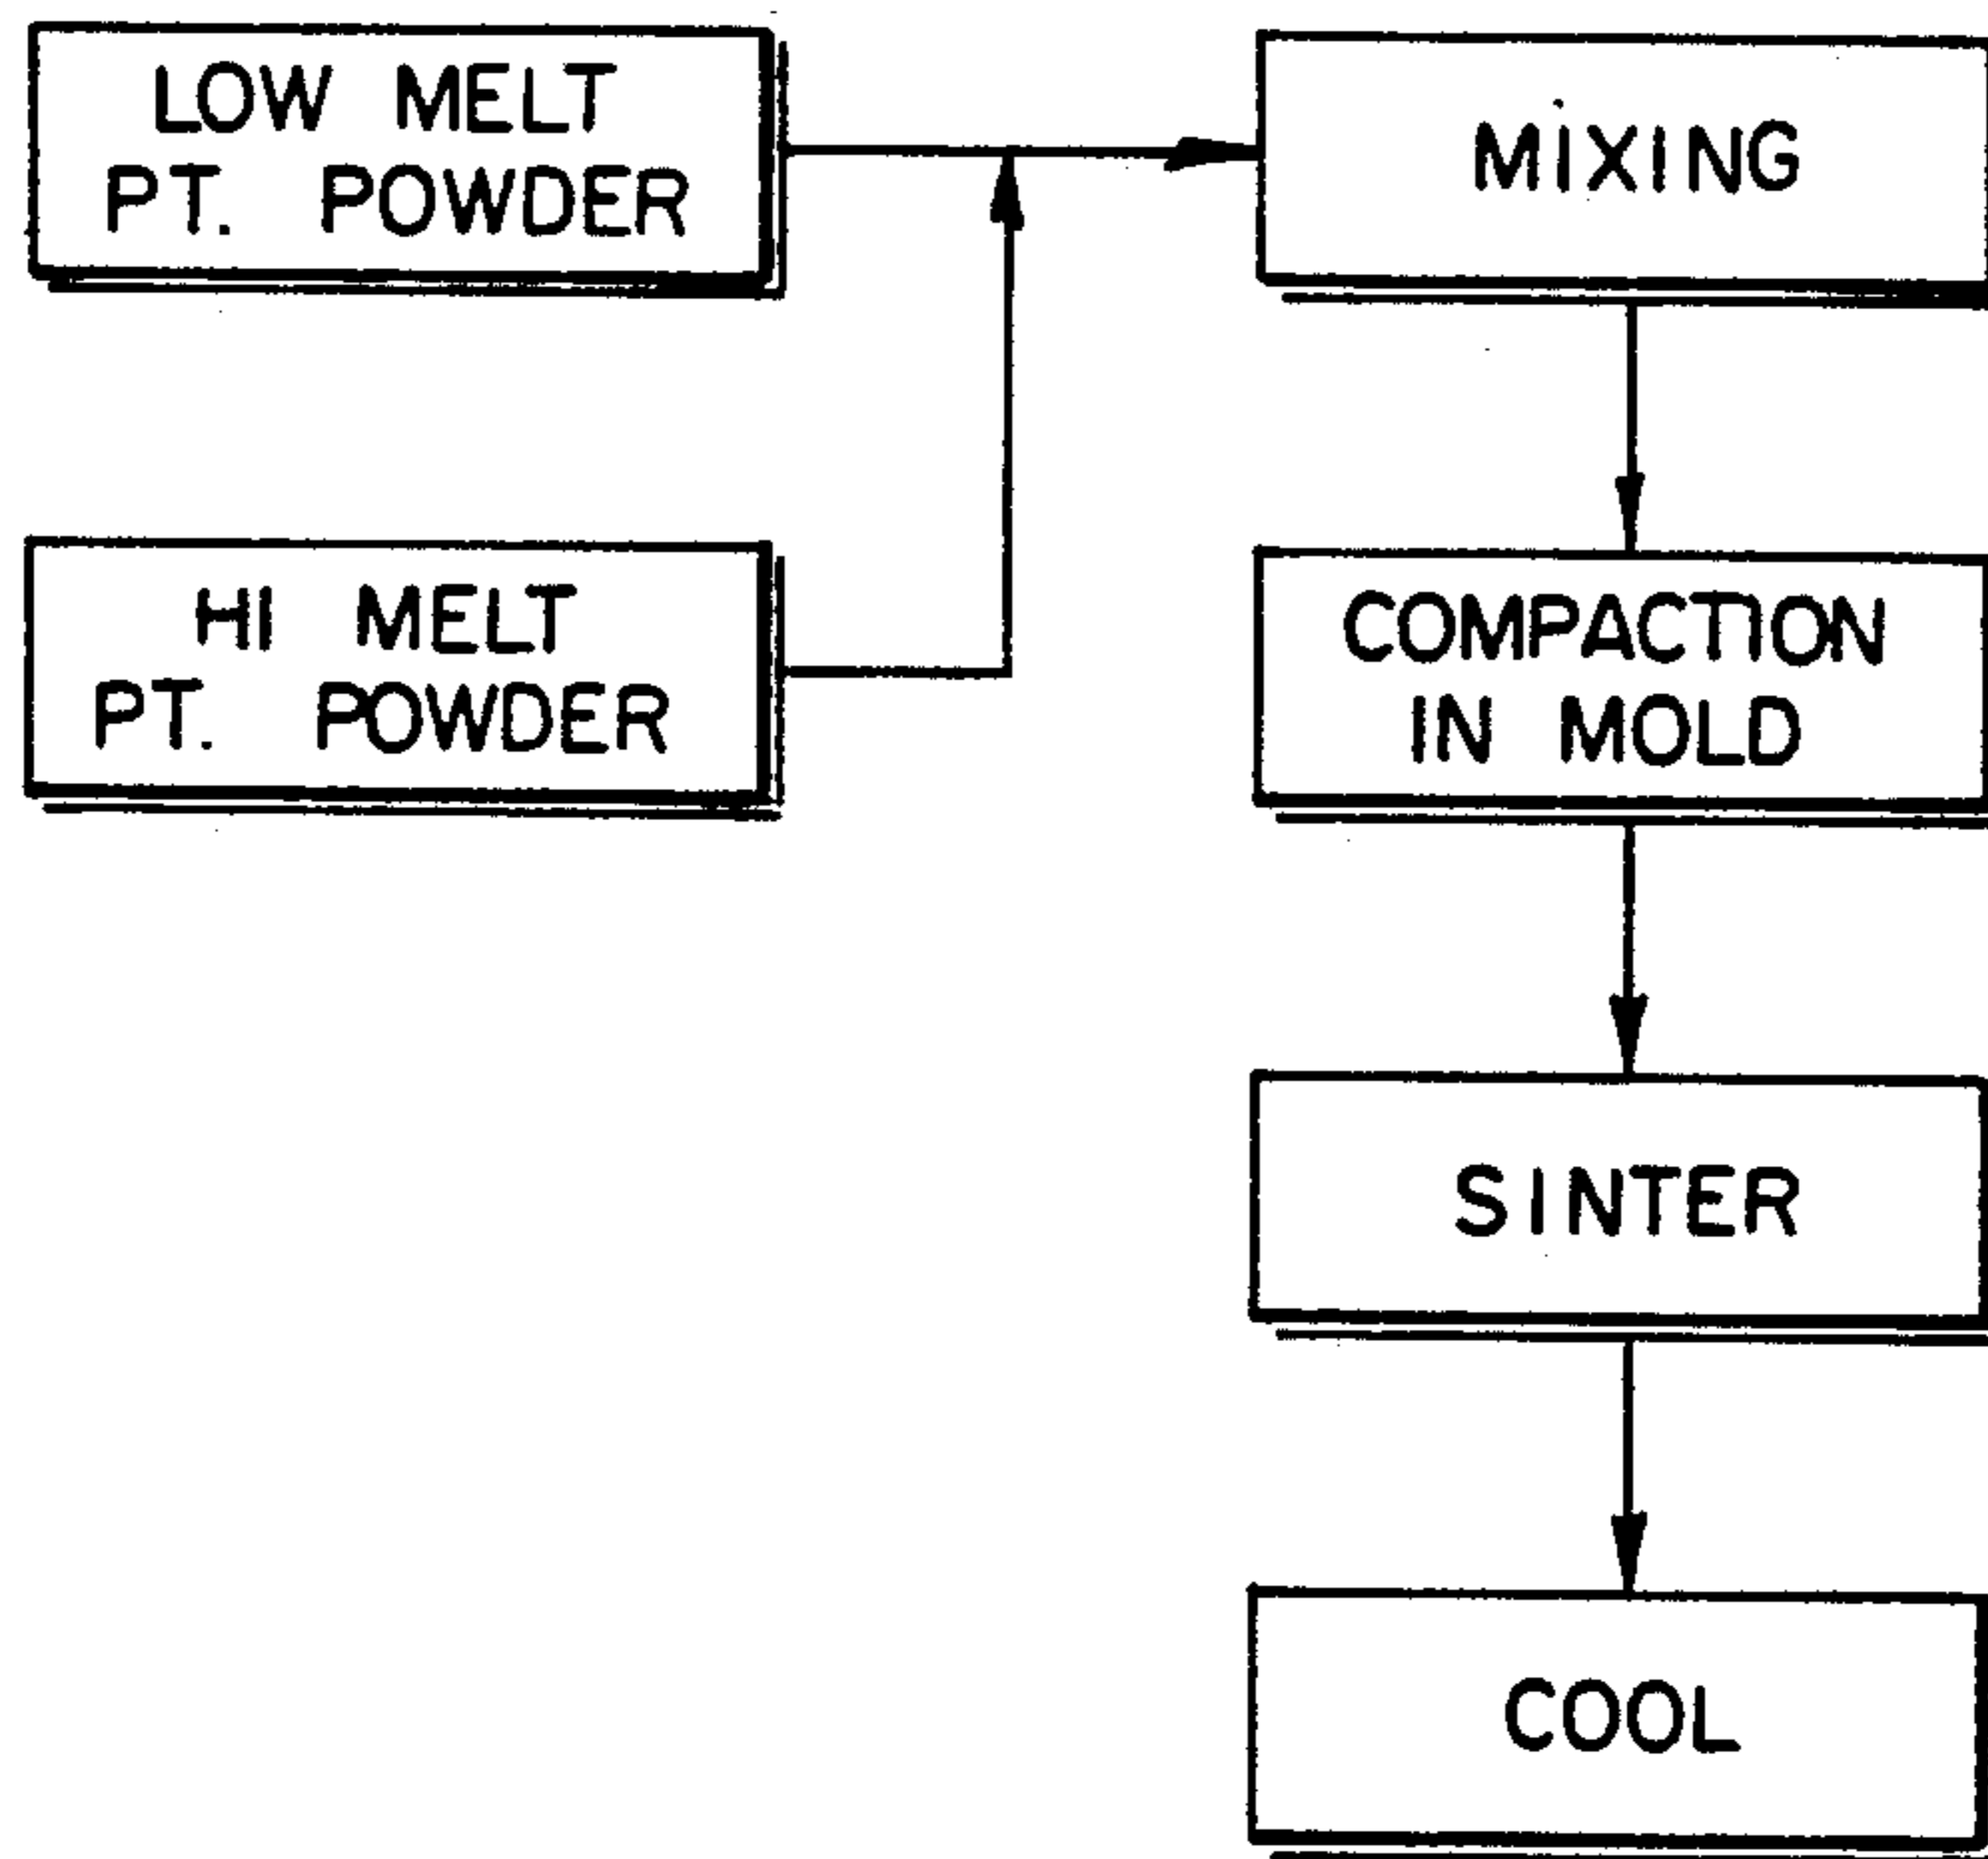 LOW MELT
PT. POWDER
MIXING
HI MELT
PT. POWDER
COMPACTION
IN MOLD
SINTER
COOL